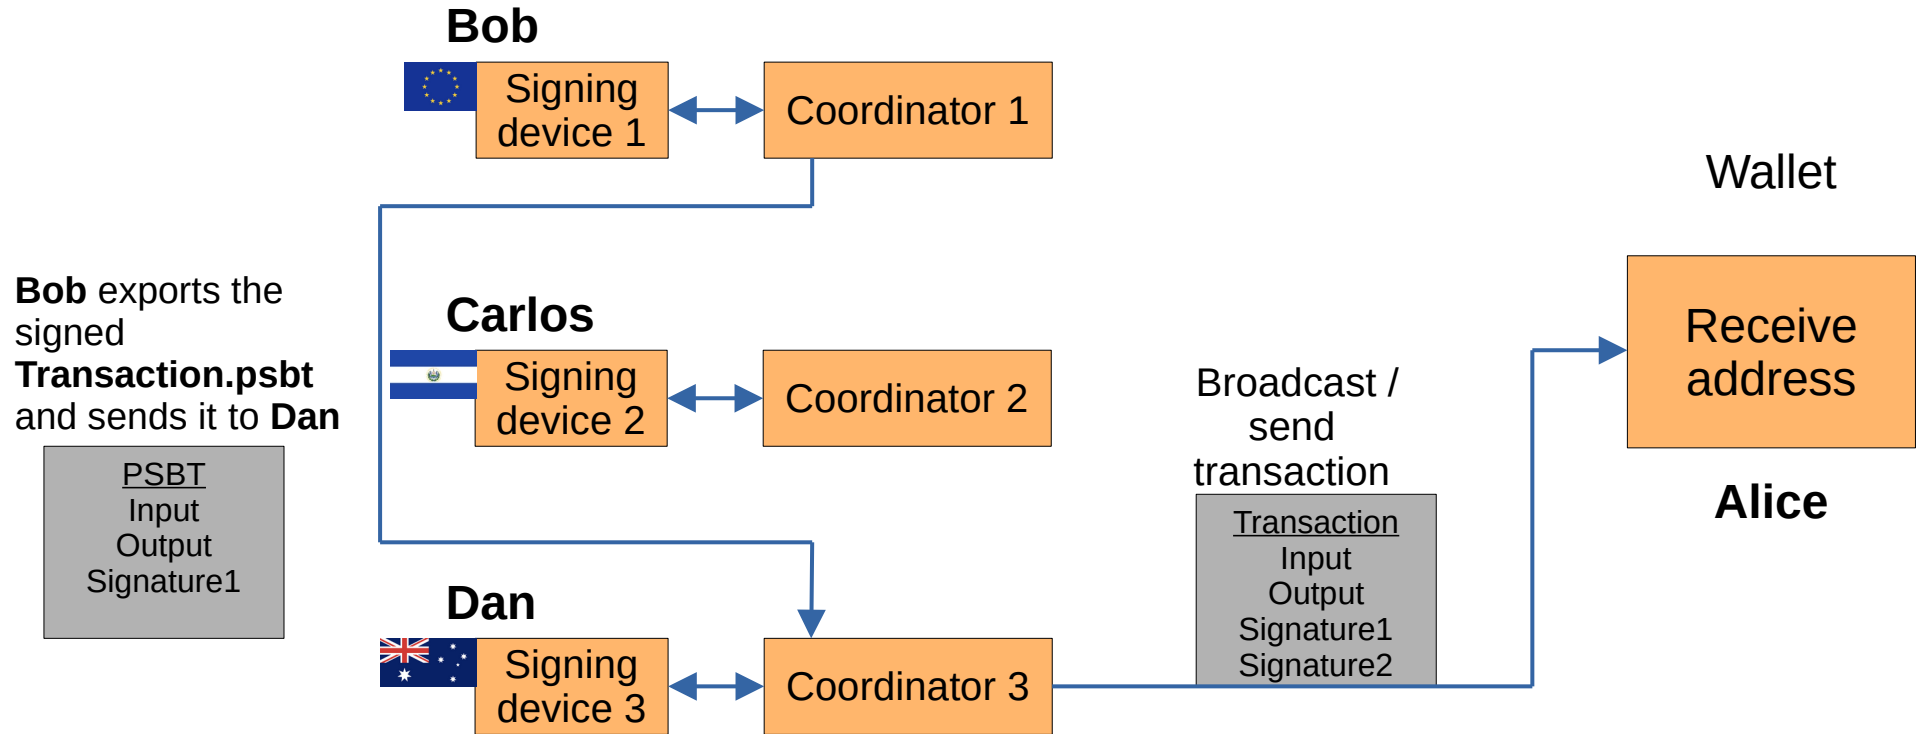 Bob
Signing
device 1
Coordinator 1
Wallet
Bob exports the
signed
Transaction.psbt
and sends it to Dan
PSBT
Input
Output
Signature1
Carlos
Signing
device 2
Coordinator 2
Broadcast /
send
transaction
Transaction
Input
Output
Signature1
Signature2
Receive
address
Alice
Dan
Signing
device 3
Coordinator 3